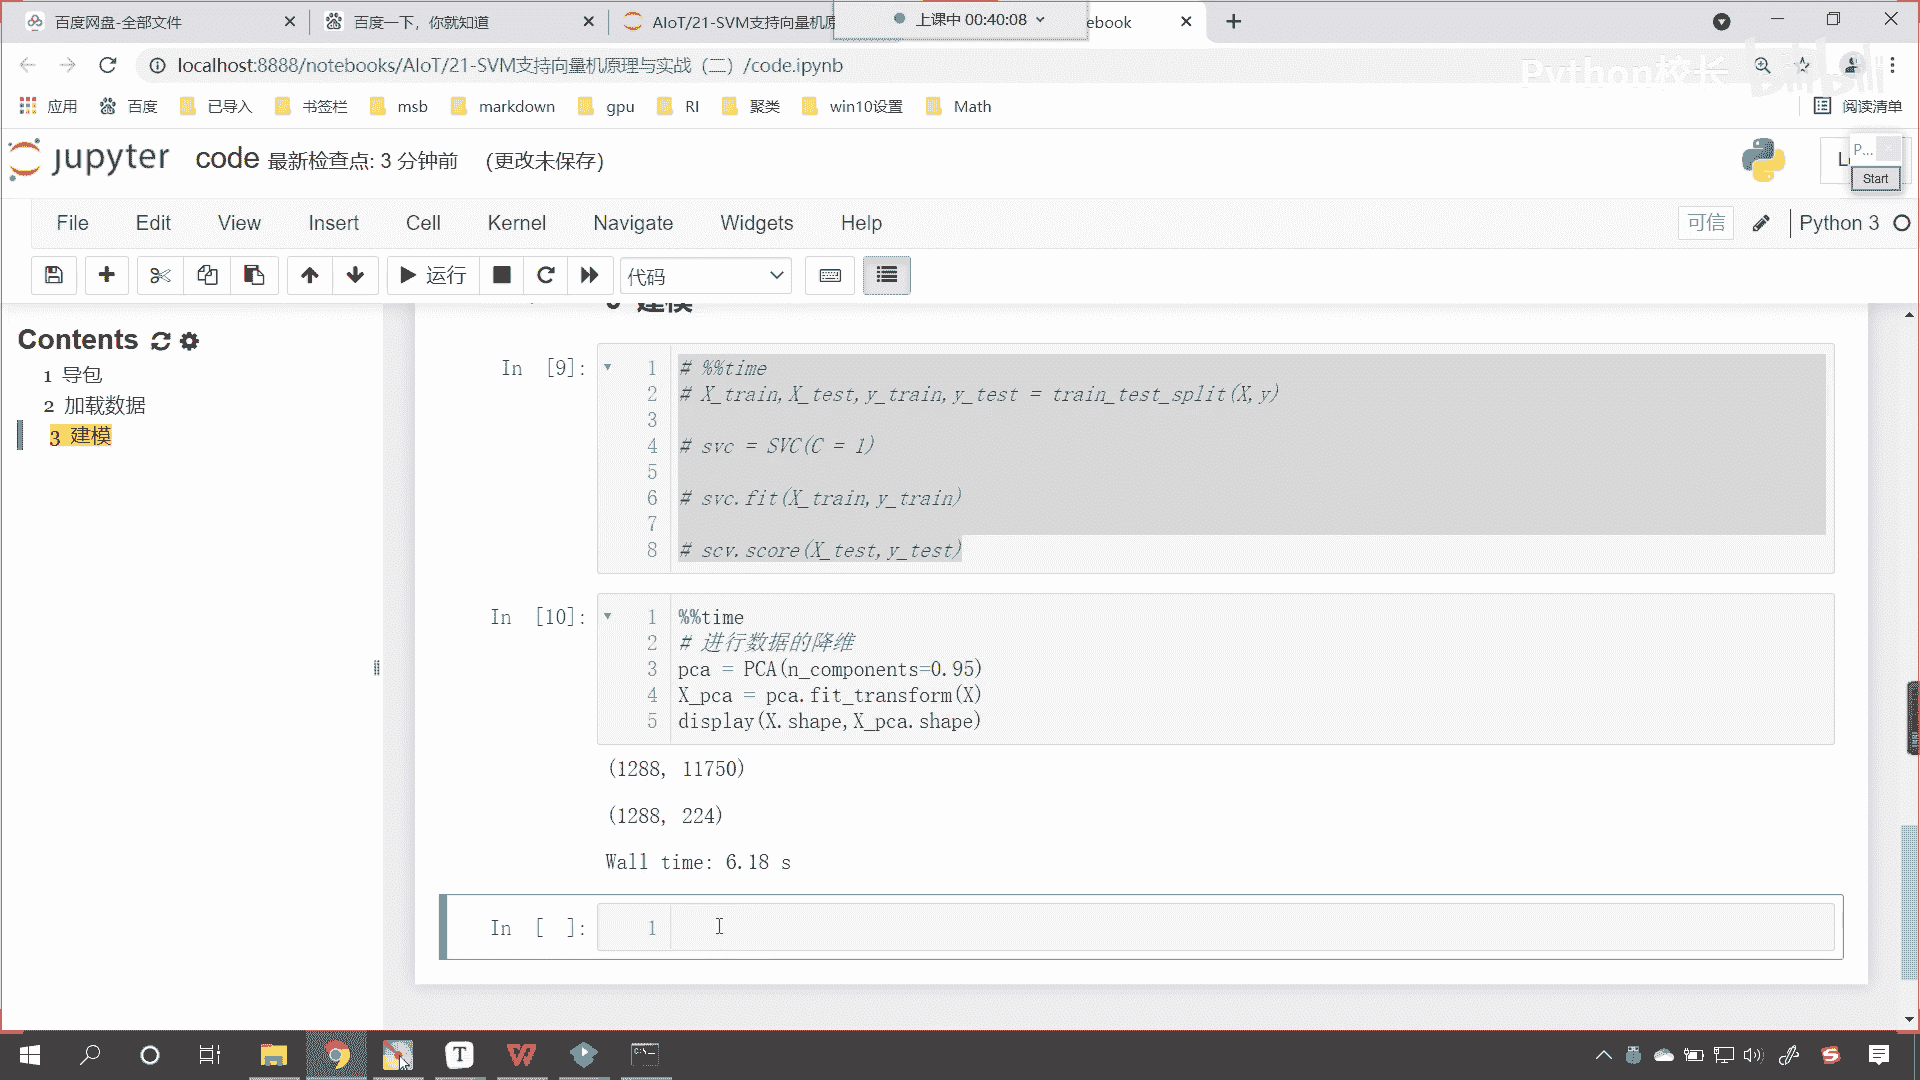 百度网盘-全部文件
百度一下，你就知道
AIoT/21-SVM支持向量机原
上课中 00:40:08
ebook
localhost:8888/notebooks/AIoT/21-SVM支持向量机原理与实战（二）/code.ipynb
Python校长
bilibili
应用
百度
已导入
书签栏
msb
markdown
gpu
RI
聚类
win10设置
Math
阅读清单
jupyter
code 最新检查点: 3 分钟前 (更改未保存)
P...
Start
File Edit View Insert Cell Kernel Navigate Widgets Help
可信
Python 3
运行
代码
Contents
1 导包
2 加载数据
3 建模
3 建模
In [9]:
1 # %%time
2 # X_train,X_test,y_train,y_test = train_test_split(X,y)
3
4 # svc = SVC(C = 1)
5
6 # svc.fit(X_train,y_train)
7
8 # scv.score(X_test,y_test)
In [10]:
1 %%time
2 # 进行数据的降维
3 pca = PCA(n_components=0.95)
4 X_pca = pca.fit_transform(X)
5 display(X.shape,X_pca.shape)
(1288, 11750)
(1288, 224)
Wall time: 6.18 s
In [ ]:
1